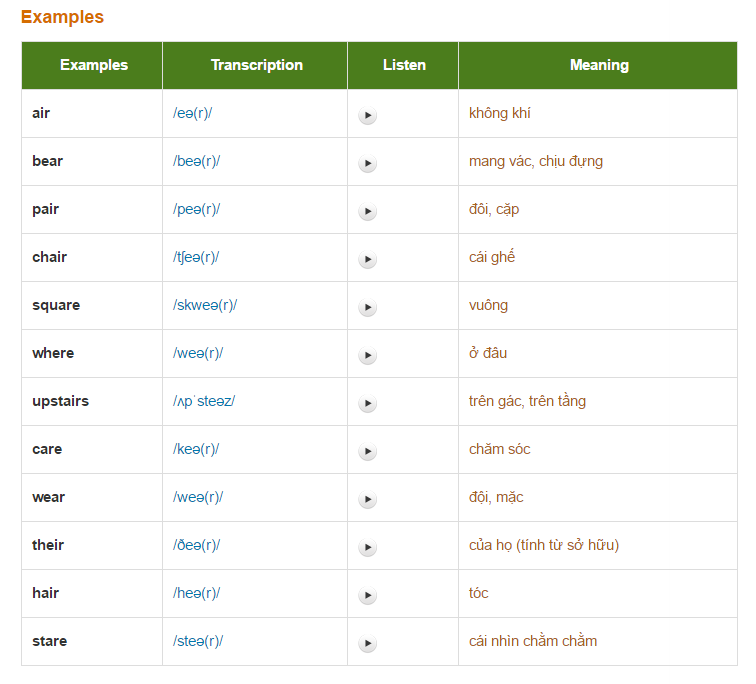 Examples
Examples Transcription Listen Meaning
air /eə(r)/ không khí
bear /beə(r)/ mang vác, chịu đựng
pair /peə(r)/ đôi, cặp
chair /tʃeə(r)/ cái ghế
square /skweə(r)/ vuông
where /weə(r)/ ở đâu
upstairs /ʌpˈsteəz/ trên gác, trên tầng
care /keə(r)/ chăm sóc
wear /weə(r)/ đội, mặc
their /ðeə(r)/ của họ (tính từ sở hữu)
hair /heə(r)/ tóc
stare /steə(r)/ cái nhìn chằm chằm